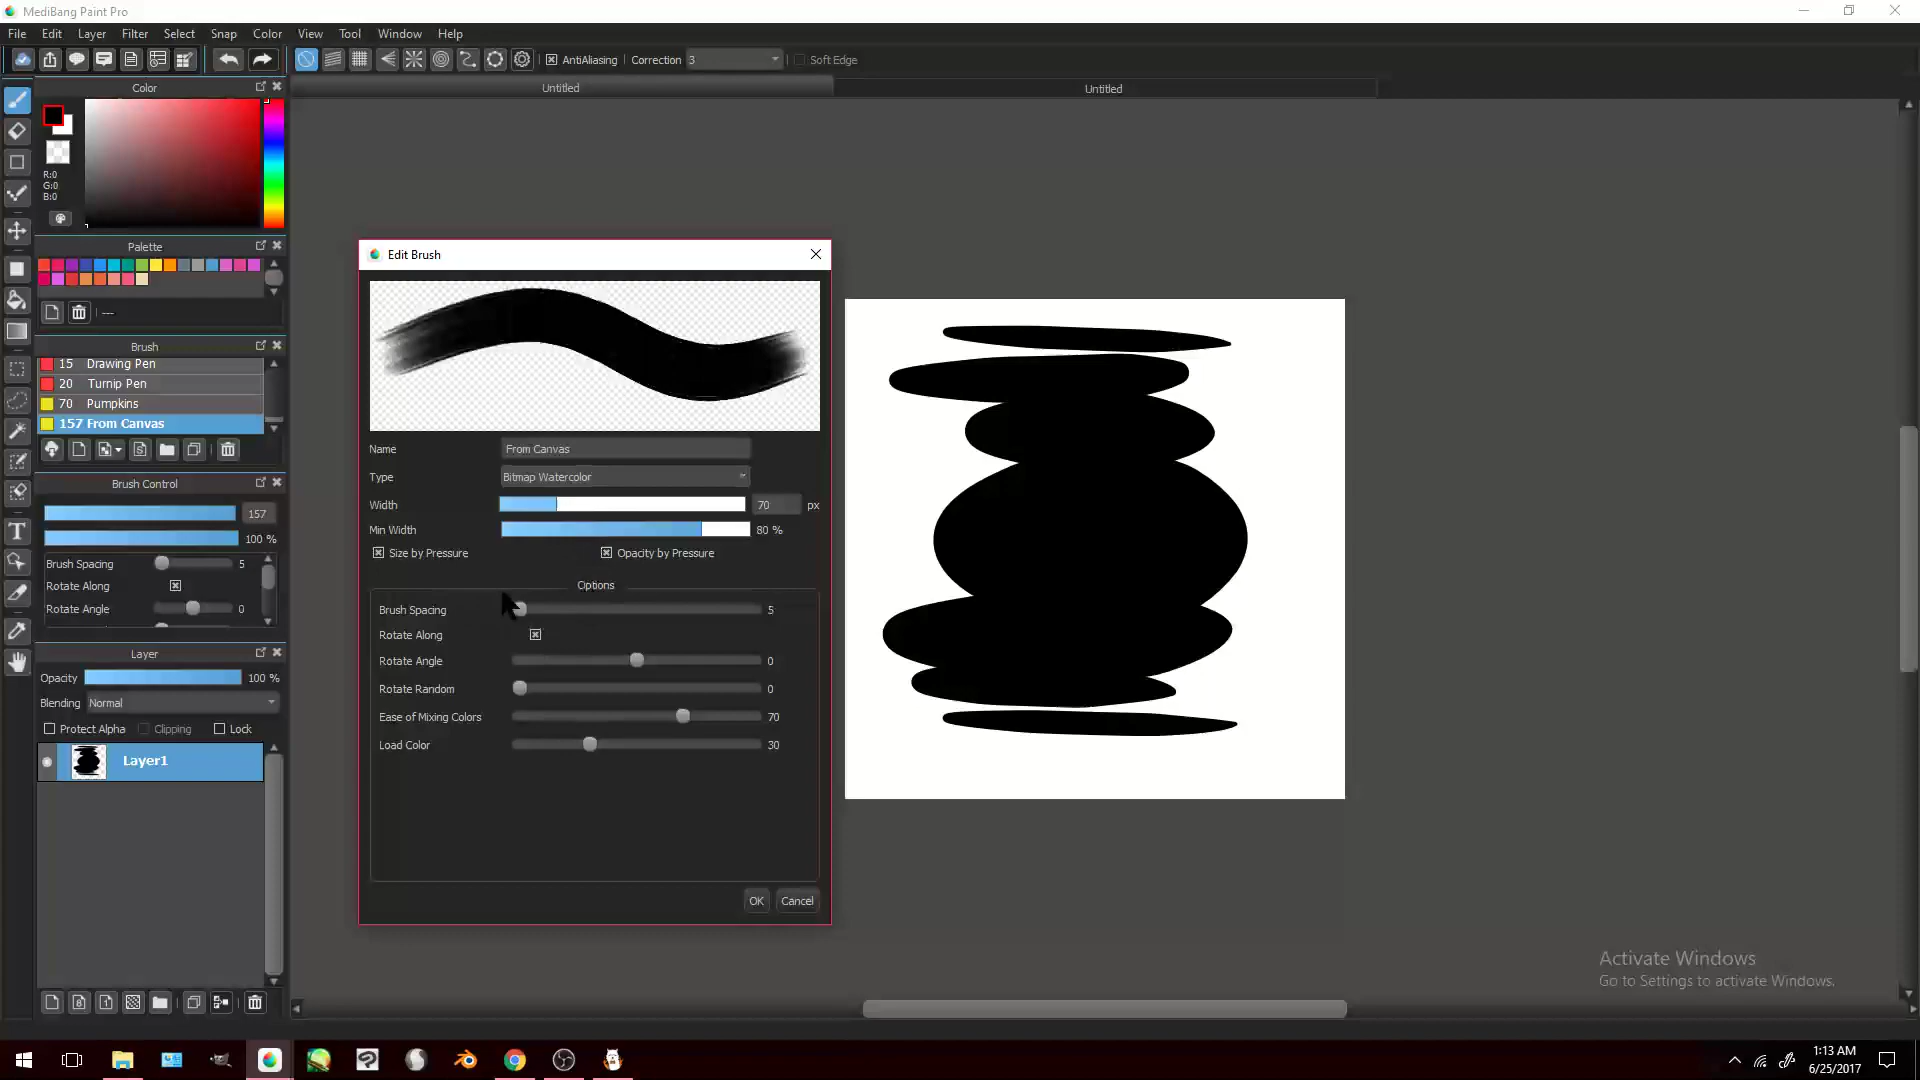 MediBang Paint Pro
File Edit Layer Filter Select Snap Color View Tool Window Help
AntiAliasing Correction 3 Soft Edge
Color
Untitled
Untitled
R:0
G:0
B:0
Palette
---
Brush
15 Drawing Pen
20 Turnip Pen
70 Pumpkins
157 From Canvas
Brush Control
157
100 %
Brush Spacing 5
Rotate Along
Rotate Angle 0
Layer
Opacity 100 %
Blending Normal
Protect Alpha Clipping Lock
Layer1
Edit Brush
Name From Canvas
Type Bitmap Watercolor
Width 70 px
Min Width 80 %
Size by Pressure Opacity by Pressure
Options
Brush Spacing 5
Rotate Along
Rotate Angle 0
Rotate Random 0
Ease of Mixing Colors 70
Load Color 30
OK Cancel
Activate Windows
Go to Settings to activate Windows.
1:13 AM
6/25/2017